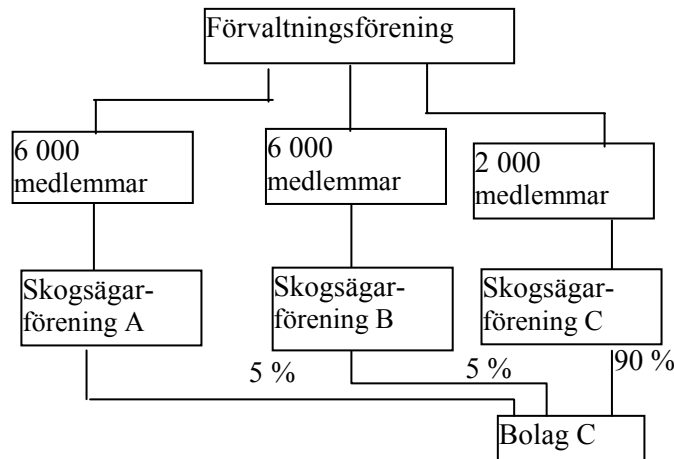 Förvaltningsförening
6 000
medlemmar
6 000
medlemmar
2 000
medlemmar
Skogsägar-
förening A
Skogsägar-
förening B
Skogsägar-
förening C
5 %
5 %
90 %
Bolag C